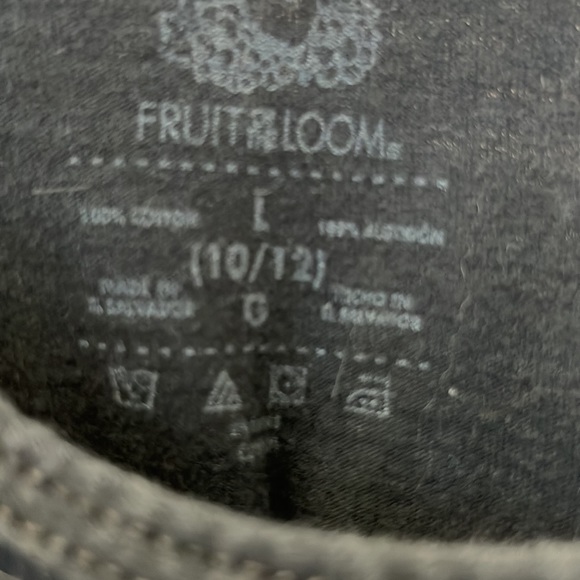 FRUIT OF THE LOOM®
100% COTTON L 100% ALGODÓN
(10/12)
MADE IN G HECHO EN
EL SALVADOR EL SALVADOR